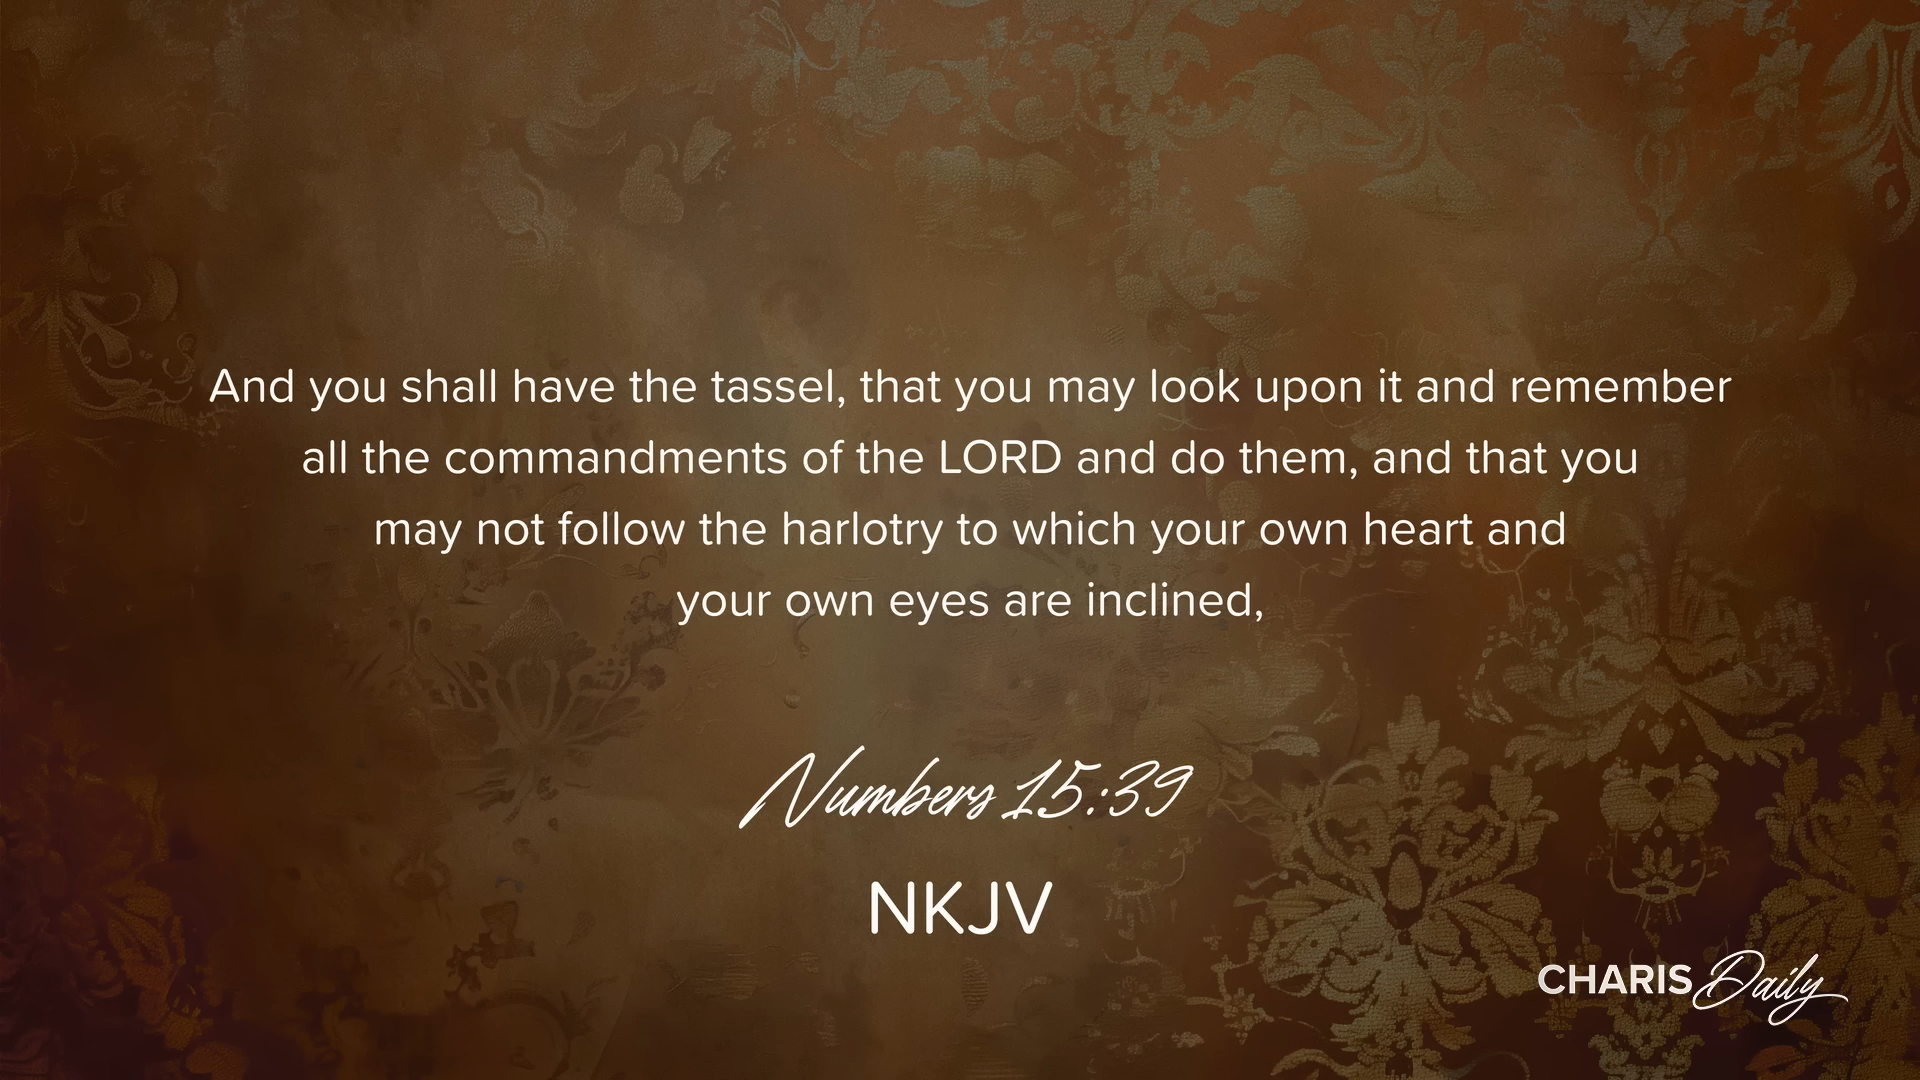 And you shall have the tassel, that you may look upon it and remember
all the commandments of the LORD and do them, and that you
may not follow the harlotry to which your own heart and
your own eyes are inclined,
Numbers 15:39
NKJV
CHARIS Daily